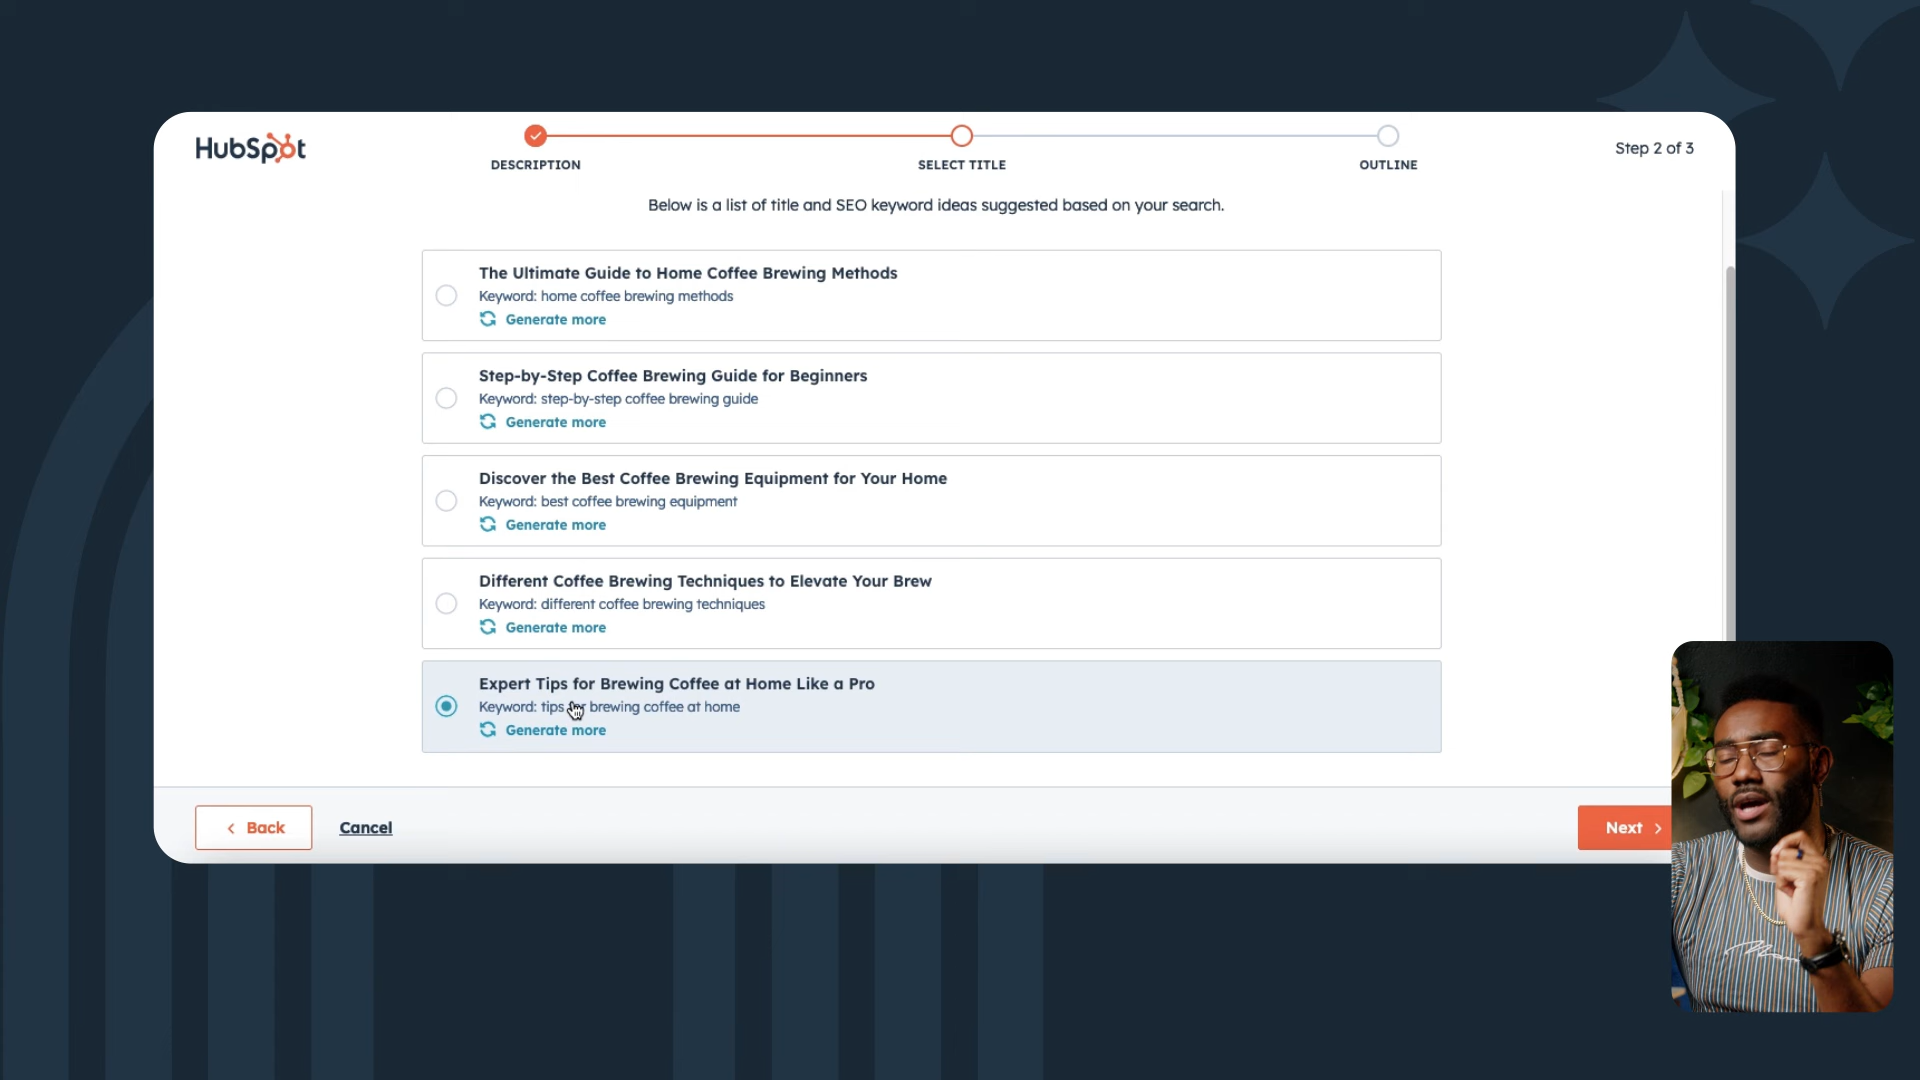 HubSpot
DESCRIPTION
SELECT TITLE
OUTLINE
Step 2 of 3
Below is a list of title and SEO keyword ideas suggested based on your search.
The Ultimate Guide to Home Coffee Brewing Methods
Keyword: home coffee brewing methods
Generate more
Step-by-Step Coffee Brewing Guide for Beginners
Keyword: step-by-step coffee brewing guide
Generate more
Discover the Best Coffee Brewing Equipment for Your Home
Keyword: best coffee brewing equipment
Generate more
Different Coffee Brewing Techniques to Elevate Your Brew
Keyword: different coffee brewing techniques
Generate more
Expert Tips for Brewing Coffee at Home Like a Pro
Keyword: tips for brewing coffee at home
Generate more
Back
Cancel
Next